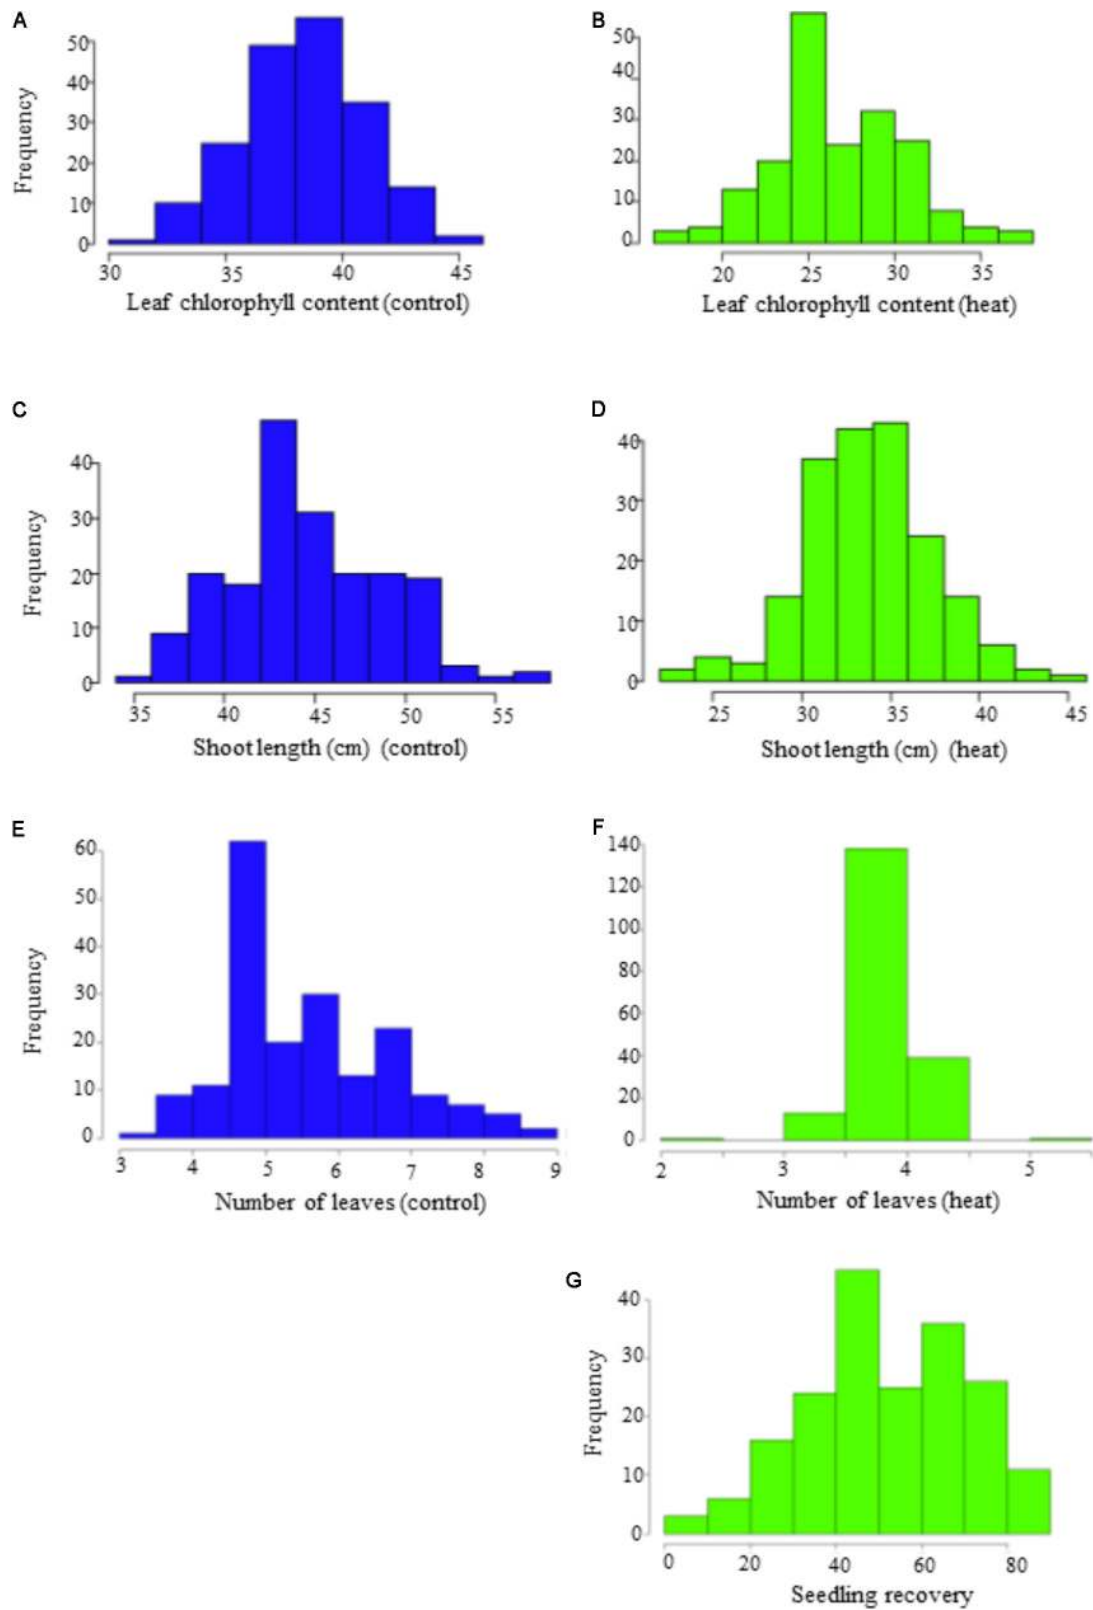 A
50
40
30
20
10
0
Frequency
30 35 40 45
Leaf chlorophyll content (control)
B
50
40
30
20
10
0
20 25 30 35
Leaf chlorophyll content (heat)
C
40
30
20
10
0
Frequency
35 40 45 50 55
Shoot length (cm) (control)
D
40
30
20
10
0
25 30 35 40 45
Shoot length (cm) (heat)
E
60
50
40
30
20
10
0
Frequency
3 4 5 6 7 8 9
Number of leaves (control)
F
140
120
100
80
60
40
20
0
2 3 4 5
Number of leaves (heat)
G
40
30
20
10
0
Frequency
0 20 40 60 80
Seedling recovery